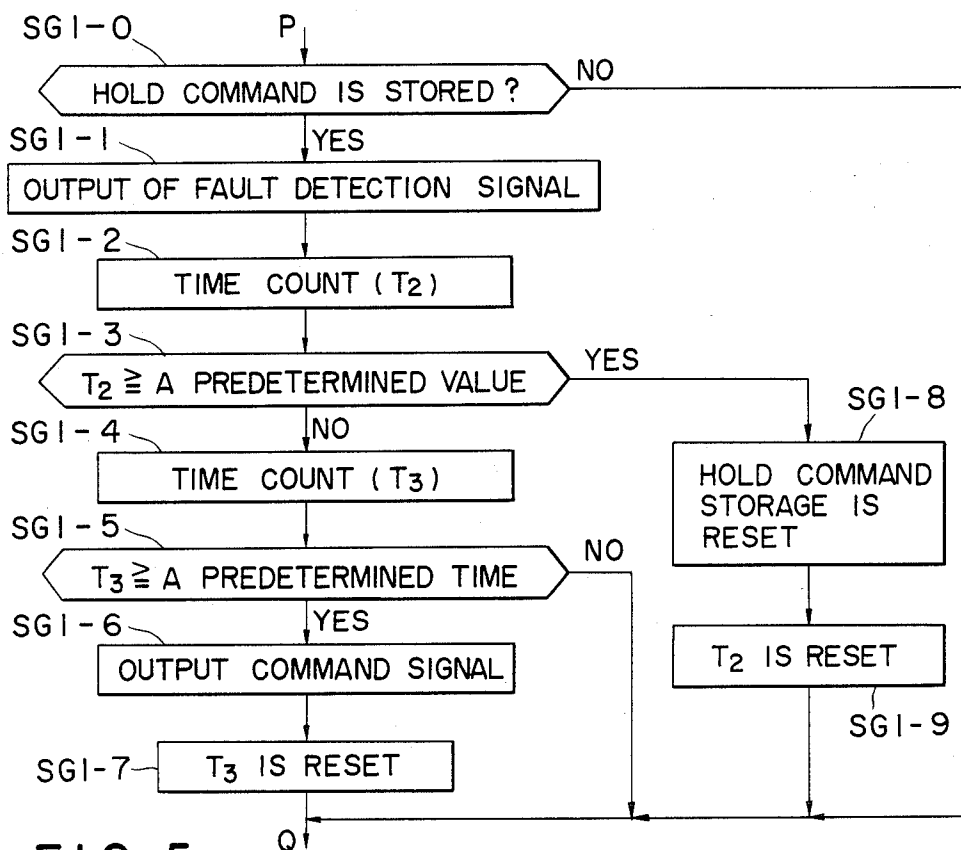 SG1-0
P
HOLD COMMAND IS STORED ?
NO
YES
SG1-1
OUTPUT OF FAULT DETECTION SIGNAL
SG1-2
TIME COUNT (T2)
SG1-3
T2 ≧ A PREDETERMINED VALUE
YES
NO
SG1-4
TIME COUNT (T3)
SG1-5
T3 ≧ A PREDETERMINED TIME
NO
YES
SG1-6
OUTPUT COMMAND SIGNAL
SG1-7
T3 IS RESET
SG1-8
HOLD COMMAND
STORAGE IS
RESET
T2 IS RESET
SG1-9
Q